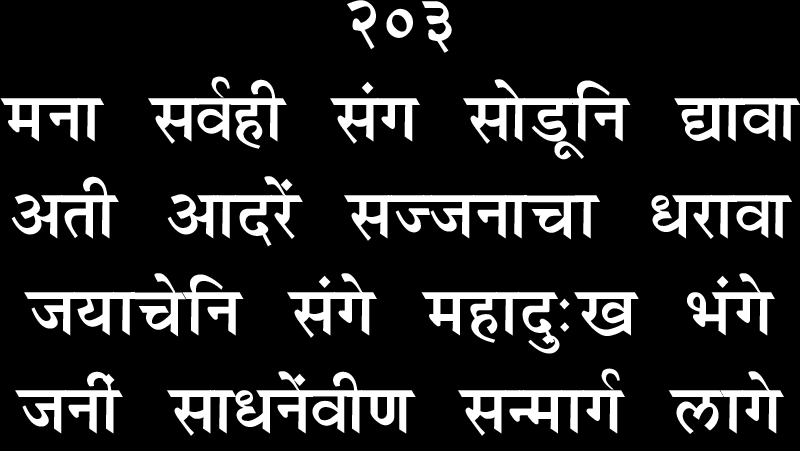 २०३
मना सर्वही संग सोडूनि द्यावा
अती आदरें सज्जनाचा धरावा
जयाचेनि संगे महादुःख भंगे
जनीं साधनेंवीण सन्मार्ग लागे